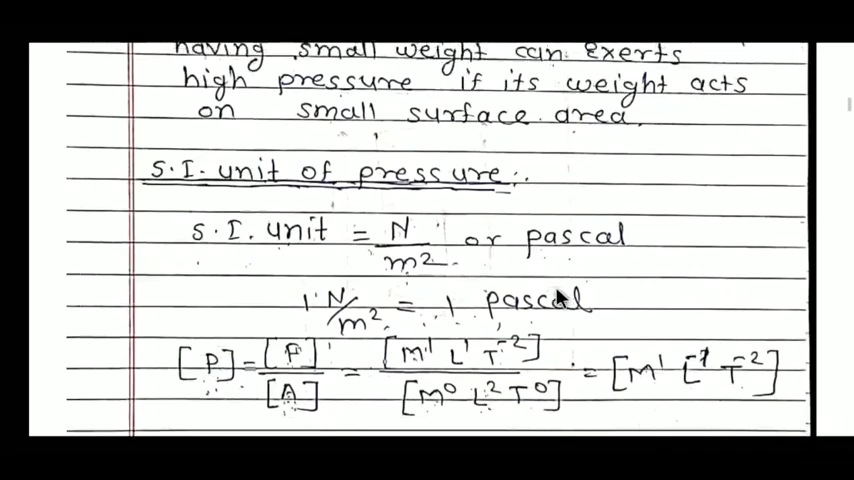 having small weight can exerts
high pressure if its weight acts
on small surface area.
S.I. unit of pressure:.
S.I. unit = N/m² or pascal
1 N/m² = 1 pascal
[P] = [F]/[A] = [M¹ L¹ T⁻²]/[M⁰ L² T⁰] = [M¹ L⁻¹ T⁻²]